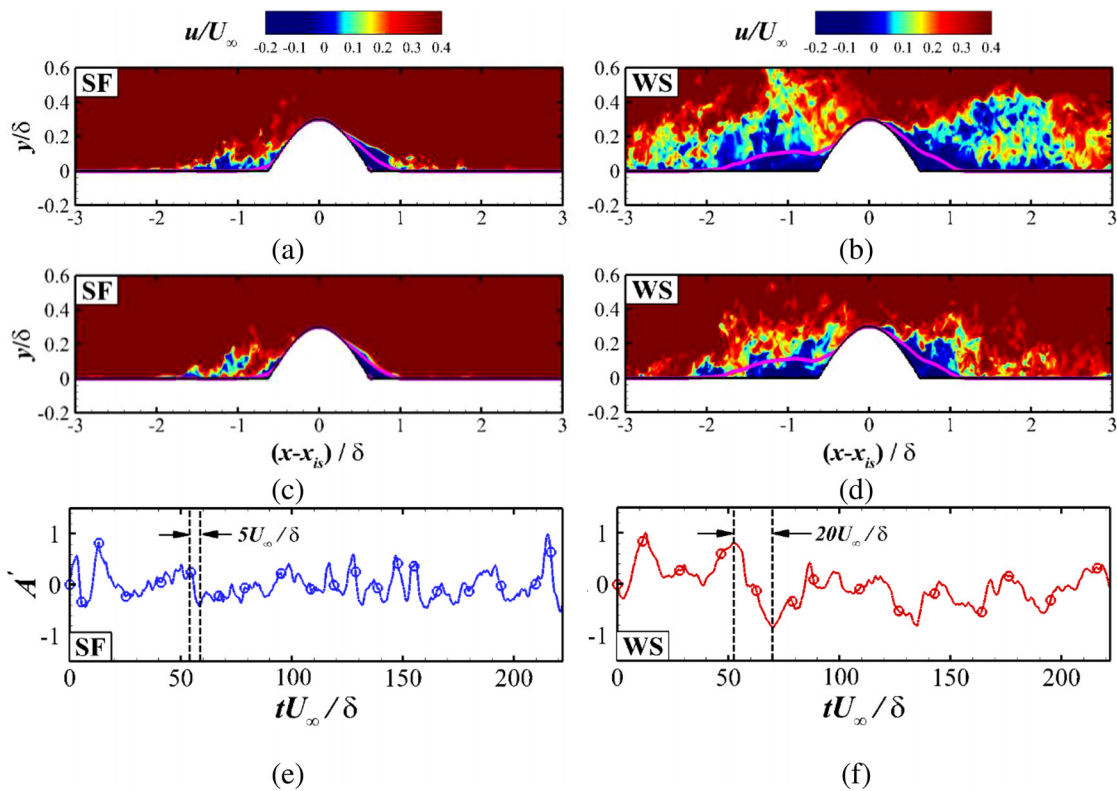 u/U∞ -0.2 -0.1 0 0.1 0.2 0.3 0.4
u/U∞ -0.2 -0.1 0 0.1 0.2 0.3 0.4
SF
y/δ
0.6
0.4
0.2
0
-0.2
-3 -2 -1 0 1 2 3
(a)
WS
0.6
0.4
0.2
0
-0.2
-3 -2 -1 0 1 2 3
(b)
SF
y/δ
0.6
0.4
0.2
0
-0.2
-3 -2 -1 0 1 2 3
(x-xis) / δ
(c)
WS
0.6
0.4
0.2
0
-0.2
-3 -2 -1 0 1 2 3
(x-xis) / δ
(d)
A′
1
0
-1
5U∞/δ
SF
0 50 100 150 200
tU∞/δ
(e)
1
0
-1
20U∞/δ
WS
0 50 100 150 200
tU∞/δ
(f)